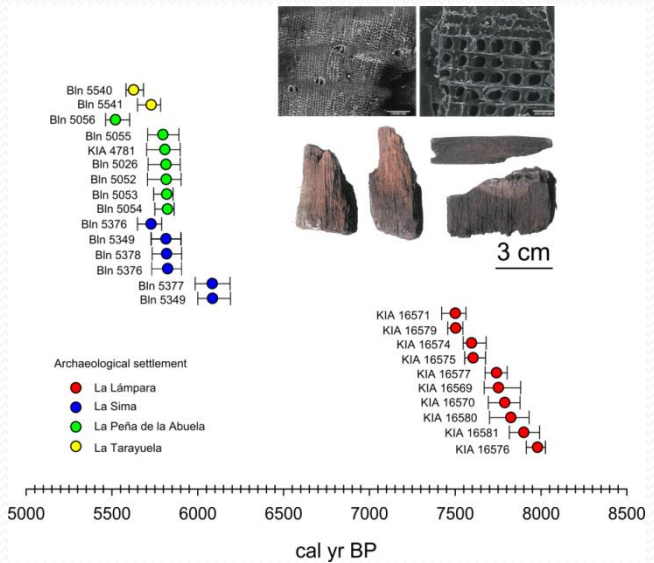 Bln 5540
Bln 5541
Bln 5056
Bln 5055
KIA 4781
Bln 5026
Bln 5052
Bln 5053
Bln 5054
Bln 5376
Bln 5349
Bln 5378
Bln 5376
Bln 5377
Bln 5349
3 cm
KIA 16571
KIA 16579
KIA 16574
KIA 16575
KIA 16577
KIA 16569
KIA 16570
KIA 16580
KIA 16581
KIA 16576
Archaeological settlement
La Lámpara
La Sima
La Peña de la Abuela
La Tarayuela
5000 5500 6000 7000 7500 8000 8500
cal yr BP